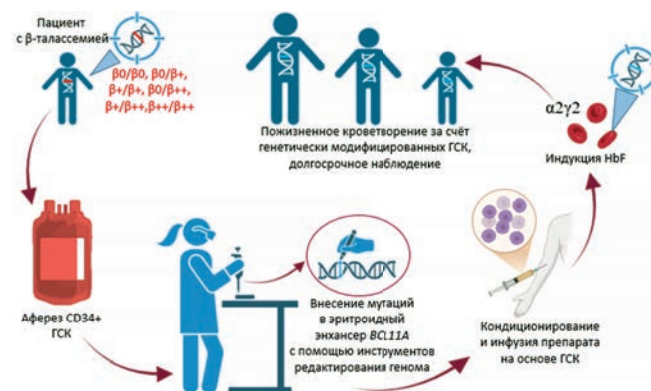 Пациент
с β-талассемией
β0/β0, β0/β+,
β+/β+, β0/β++,
β+/β++,β++/β++
Аферез CD34+
ГСК
Внесение мутаций
в эритроидный
энхансер BCL11A
с помощью инструментов
редактирования генома
Кондиционирование
и инфузия препарата
на основе ГСК
α2γ2
Индукция HbF
Пожизненное кроветворение за счёт
генетически модифицированных ГСК,
долгосрочное наблюдение